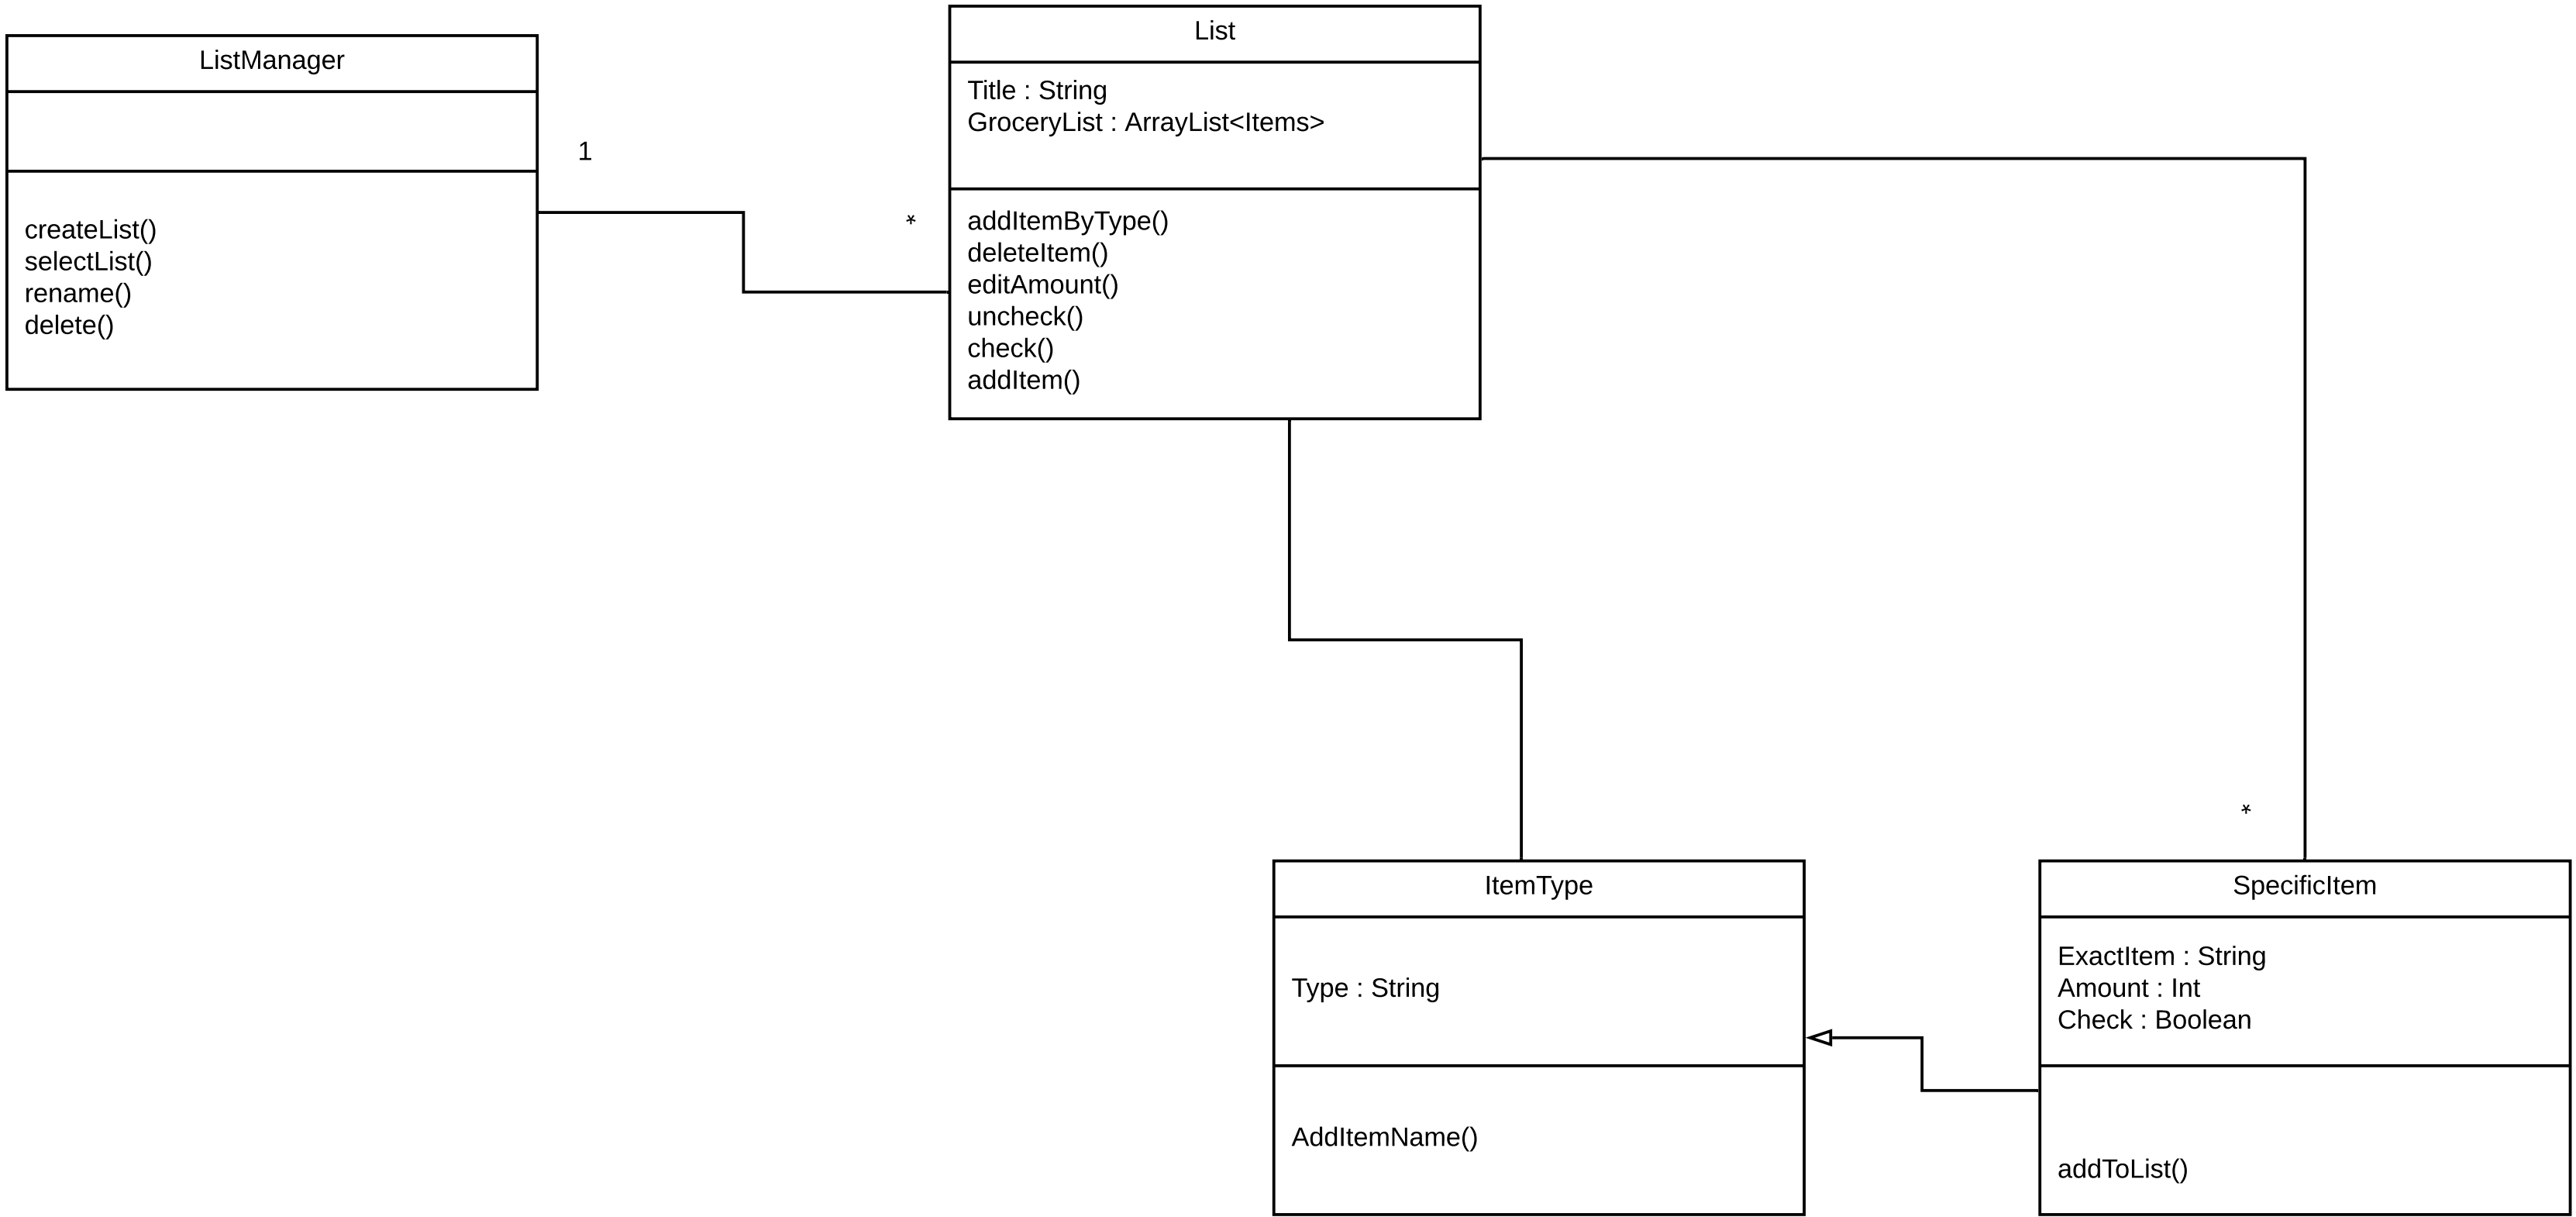 ListManager
createList()
selectList()
rename()
delete()
1
*
List
Title : String
GroceryList : ArrayList<Items>
addItemByType()
deleteItem()
editAmount()
uncheck()
check()
addItem()
*
ItemType
Type : String
AddItemName()
SpecificItem
ExactItem : String
Amount : Int
Check : Boolean
addToList()